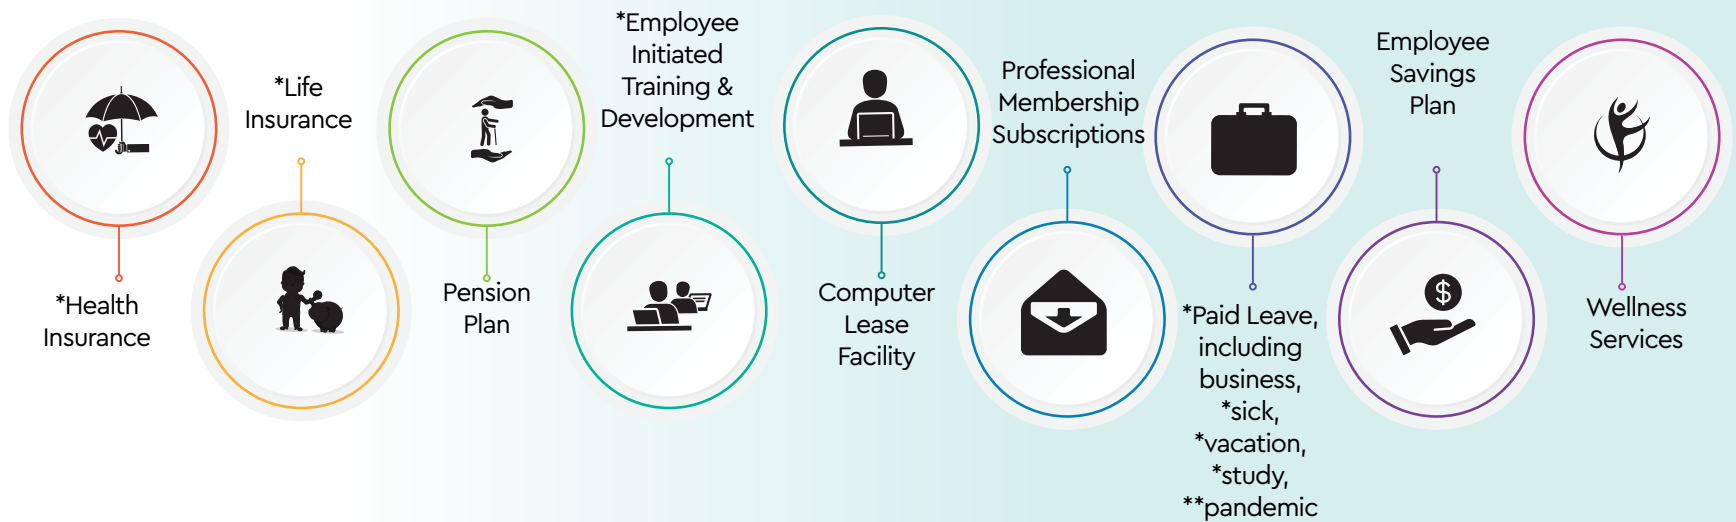 *Health
Insurance
*Life
Insurance
Pension
Plan
*Employee
Initiated
Training &
Development
Computer
Lease
Facility
Professional
Membership
Subscriptions
*Paid Leave,
including
business,
*sick,
*vacation,
*study,
**pandemic
Employee
Savings
Plan
$
Wellness
Services